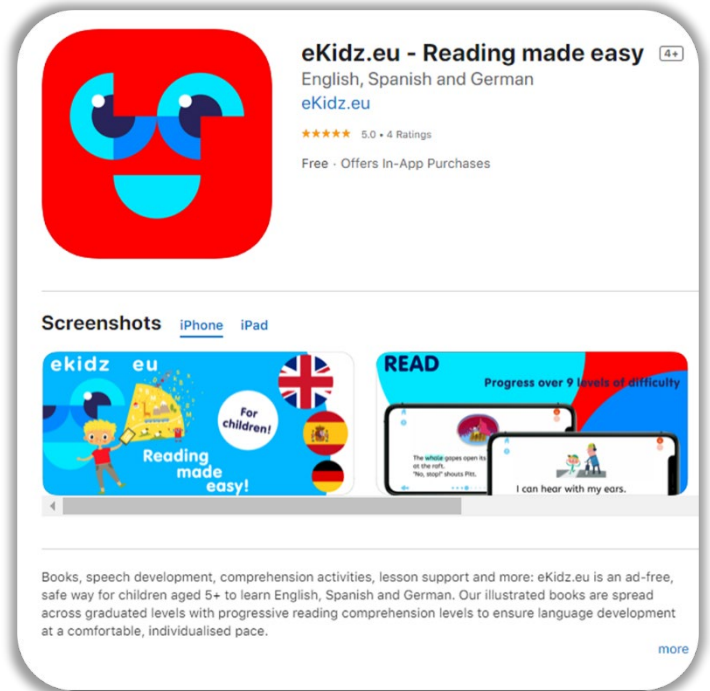 eKidz.eu - Reading made easy 4+
English, Spanish and German
eKidz.eu
5.0 • 4 Ratings
Free · Offers In-App Purchases
Screenshots iPhone iPad
ekidz eu
For
children!
Reading
made
easy!
READ
Progress over 9 levels of difficulty
The whale gapes open its
at the raft.
"No, stop!" shouts Pitt.
I can hear with my ears.
Books, speech development, comprehension activities, lesson support and more: eKidz.eu is an ad-free,
safe way for children aged 5+ to learn English, Spanish and German. Our illustrated books are spread
across graduated levels with progressive reading comprehension levels to ensure language development
at a comfortable, individualised pace.
more